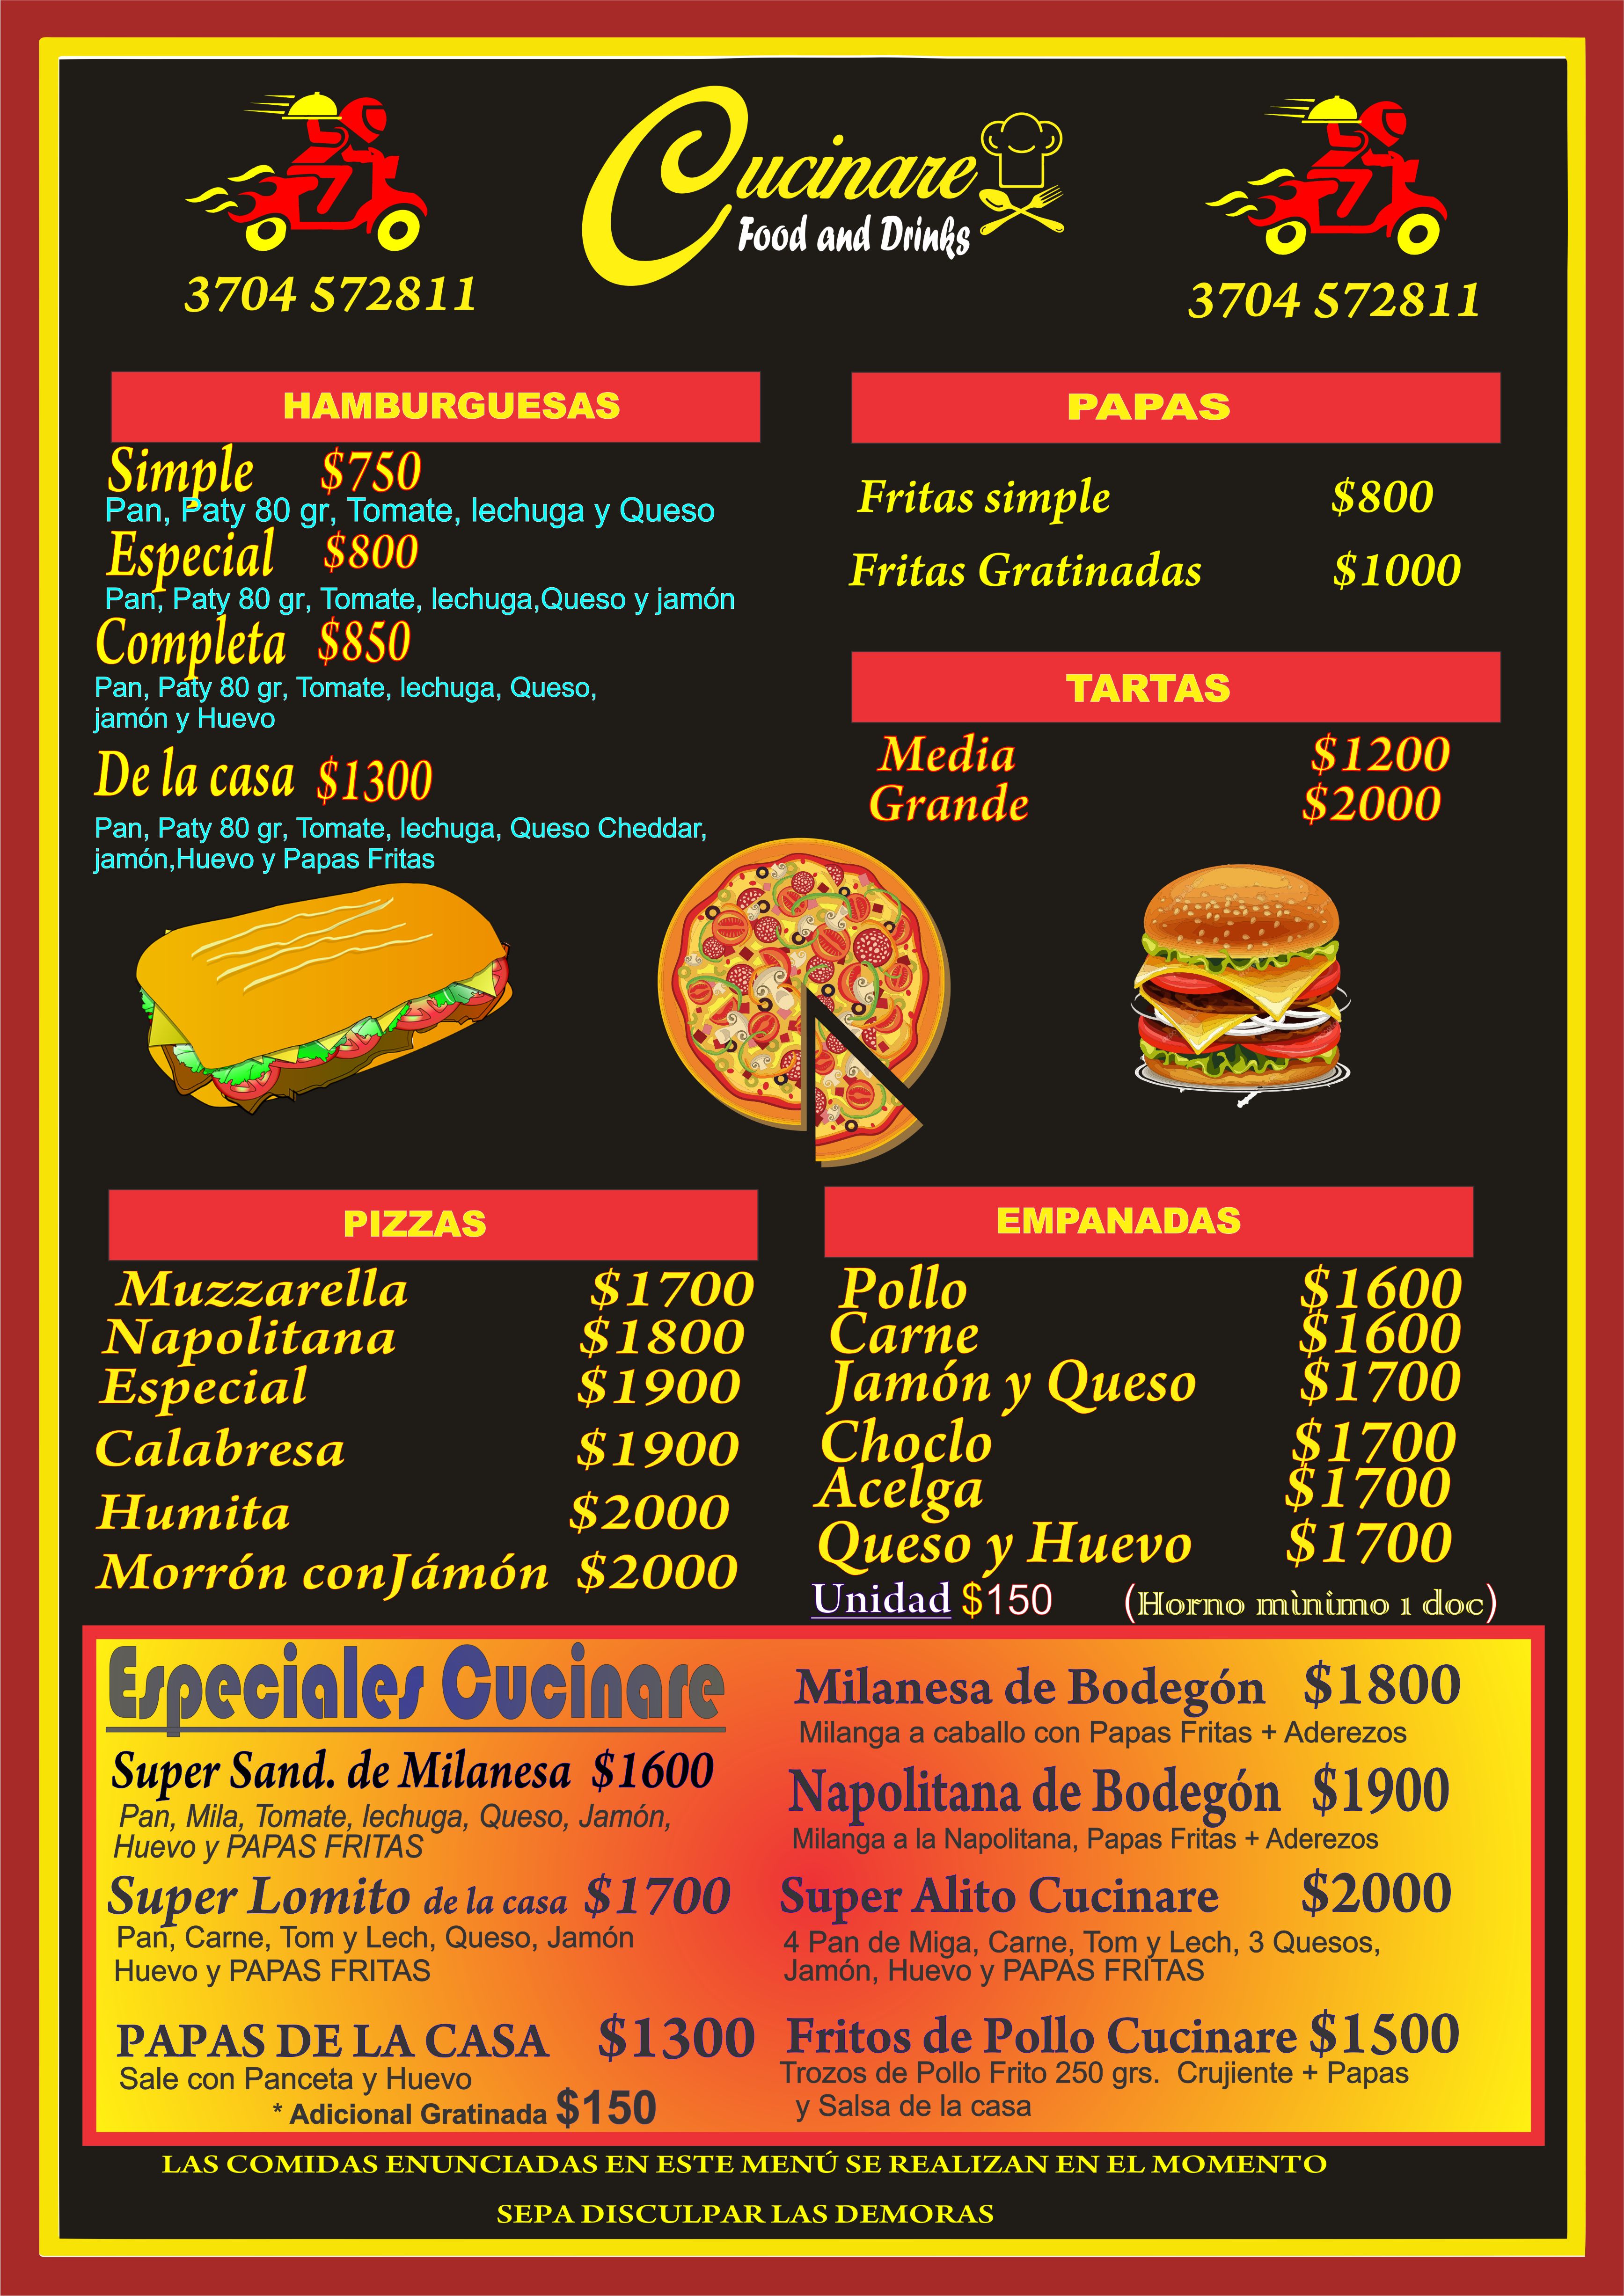 Cucinare
Food and Drinks
3704 572811
3704 572811
HAMBURGUESAS
Simple $750
Pan, Paty 80 gr, Tomate, lechuga y Queso
Especial $800
Pan, Paty 80 gr, Tomate, lechuga,Queso y jamón
Completa $850
Pan, Paty 80 gr, Tomate, lechuga, Queso,
jamón y Huevo
De la casa $1300
Pan, Paty 80 gr, Tomate, lechuga, Queso Cheddar,
jamón,Huevo y Papas Fritas
PAPAS
Fritas simple $800
Fritas Gratinadas $1000
TARTAS
Media $1200
Grande $2000
PIZZAS
Muzzarella $1700
Napolitana $1800
Especial $1900
Calabresa $1900
Humita $2000
Morrón conJámón $2000
EMPANADAS
Pollo $1600
Carne $1600
Jamón y Queso $1700
Choclo $1700
Acelga $1700
Queso y Huevo $1700
Unidad $150 (Horno mìnimo 1 doc)
Especiales Cucinare
Super Sand. de Milanesa $1600
Pan, Mila, Tomate, lechuga, Queso, Jamón,
Huevo y PAPAS FRITAS
Super Lomito de la casa $1700
Pan, Carne, Tom y Lech, Queso, Jamón
Huevo y PAPAS FRITAS
PAPAS DE LA CASA $1300
Sale con Panceta y Huevo
* Adicional Gratinada $150
Milanesa de Bodegón $1800
Milanga a caballo con Papas Fritas + Aderezos
Napolitana de Bodegón $1900
Milanga a la Napolitana, Papas Fritas + Aderezos
Super Alito Cucinare $2000
4 Pan de Miga, Carne, Tom y Lech, 3 Quesos,
Jamón, Huevo y PAPAS FRITAS
Fritos de Pollo Cucinare $1500
Trozos de Pollo Frito 250 grs. Crujiente + Papas
y Salsa de la casa
LAS COMIDAS ENUNCIADAS EN ESTE MENÚ SE REALIZAN EN EL MOMENTO
SEPA DISCULPAR LAS DEMORAS